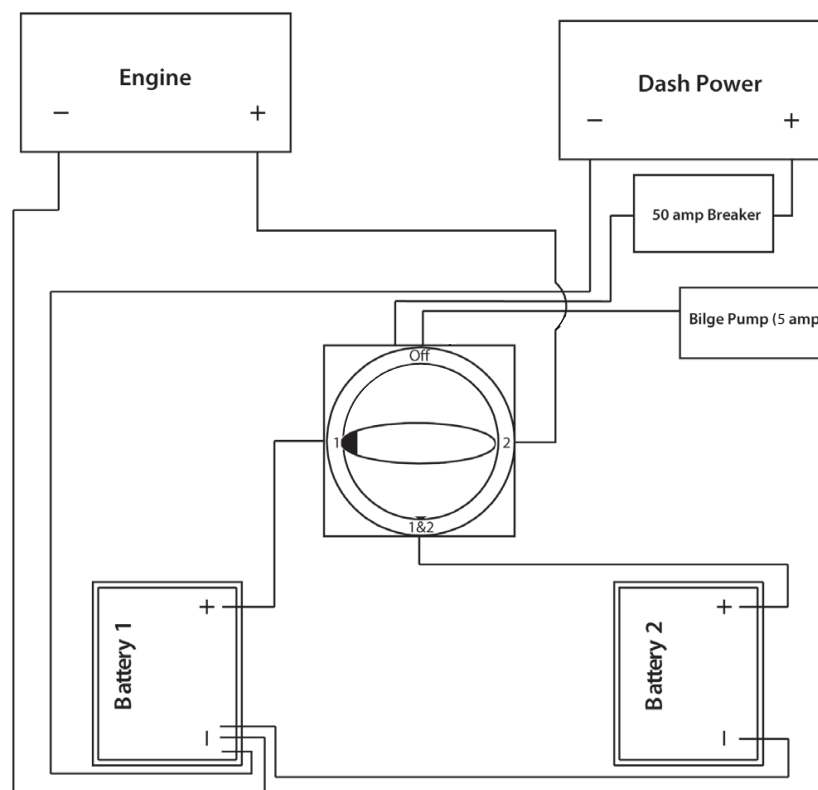 Engine
− +
Dash Power
− +
50 amp Breaker
Bilge Pump (5 amp
Off
1 2
1&2
Battery 1
+
−
Battery 2
+
−